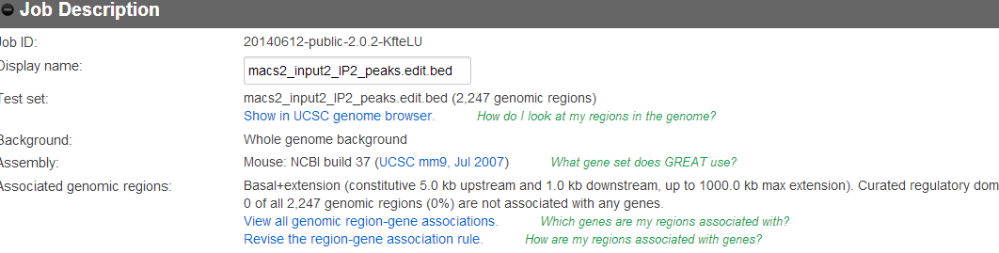 Job Description
Job ID: 20140612-public-2.0.2-KfteLU
Display name: macs2_input2_IP2_peaks.edit.bed
Test set: macs2_input2_IP2_peaks.edit.bed (2,247 genomic regions)
Show in UCSC genome browser. How do I look at my regions in the genome?
Background: Whole genome background
Assembly: Mouse: NCBI build 37 (UCSC mm9, Jul 2007) What gene set does GREAT use?
Associated genomic regions: Basal+extension (constitutive 5.0 kb upstream and 1.0 kb downstream, up to 1000.0 kb max extension). Curated regulatory dom
0 of all 2,247 genomic regions (0%) are not associated with any genes.
View all genomic region-gene associations. Which genes are my regions associated with?
Revise the region-gene association rule. How are my regions associated with genes?